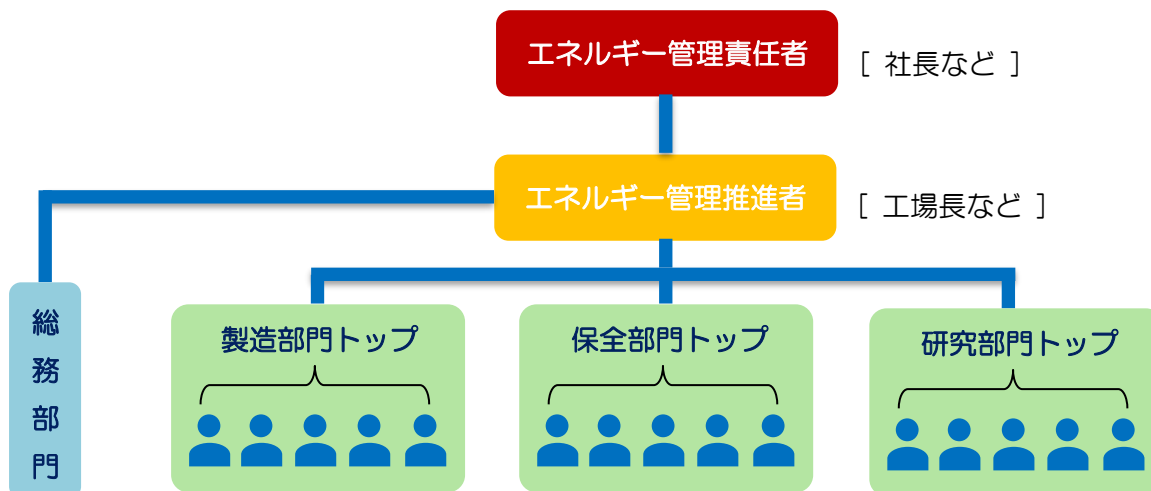 エネルギー管理責任者
[ 社長など ]
エネルギー管理推進者
[ 工場長など ]
総務部門
製造部門トップ
保全部門トップ
研究部門トップ